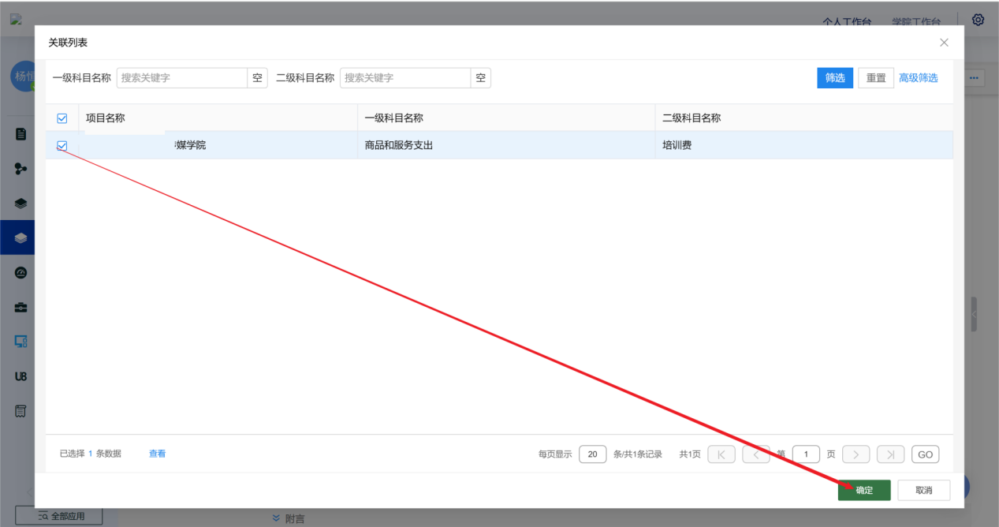 个人工作台 学院工作台
关联列表
杨恒
一级科目名称 搜索关键字 空 二级科目名称 搜索关键字 空 筛选 重置 高级筛选
项目名称 一级科目名称 二级科目名称
媒学院 商品和服务支出 培训费
UB
已选择 1 条数据 查看 每页显示 20 条/共1条记录 共1页 第 1 页 GO
确定 取消
全部应用 附言